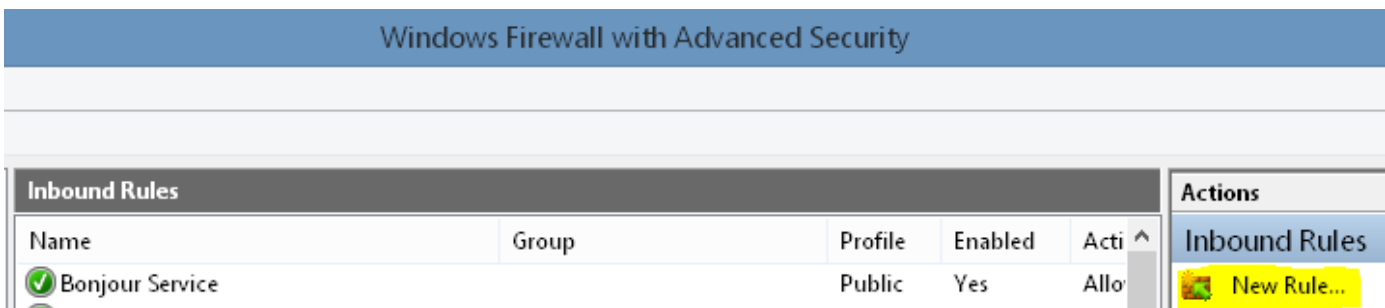 Windows Firewall with Advanced Security
Inbound Rules
Actions
Name Group Profile Enabled Acti
Inbound Rules
Bonjour Service Public Yes Allo
New Rule...